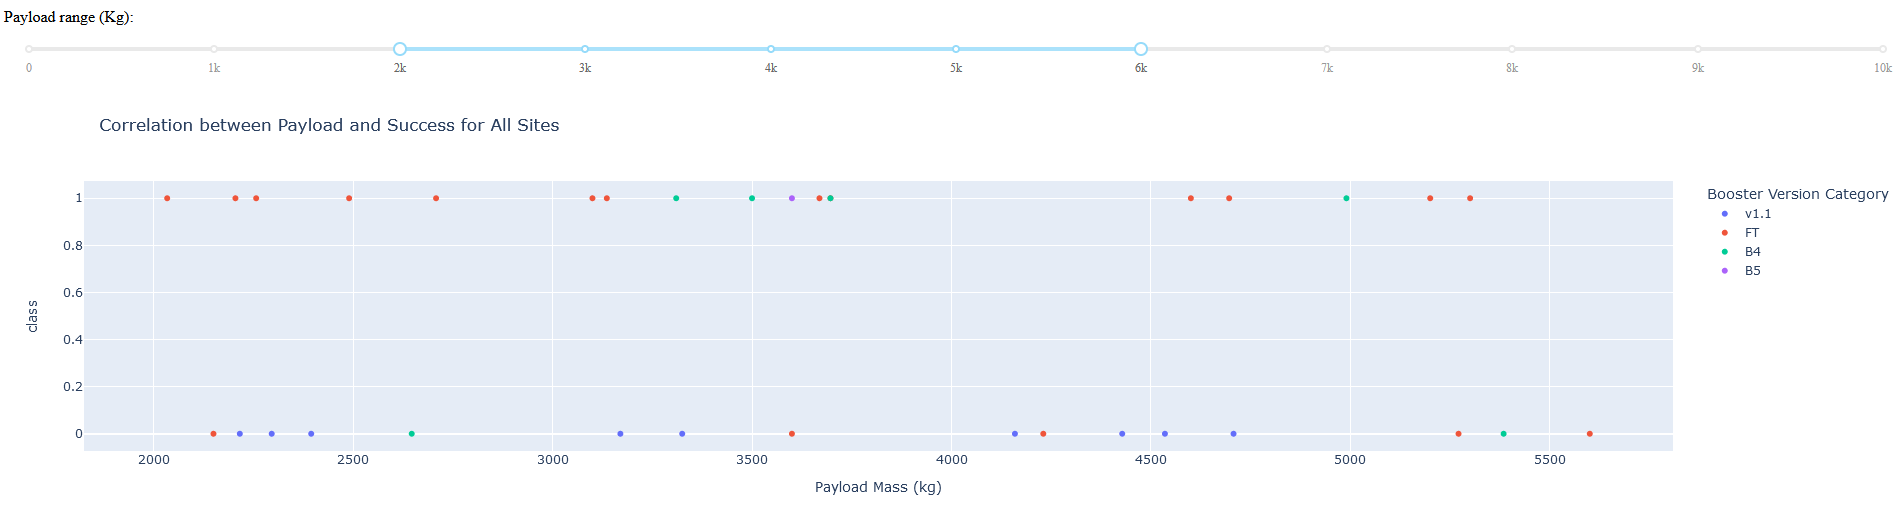 Payload range (Kg):
0 1k 2k 3k 4k 5k 6k 7k 8k 9k 10k
Correlation between Payload and Success for All Sites
1
0.8
0.6
0.4
0.2
0
class
2000 2500 3000 3500 4000 4500 5000 5500
Payload Mass (kg)
Booster Version Category
v1.1
FT
B4
B5